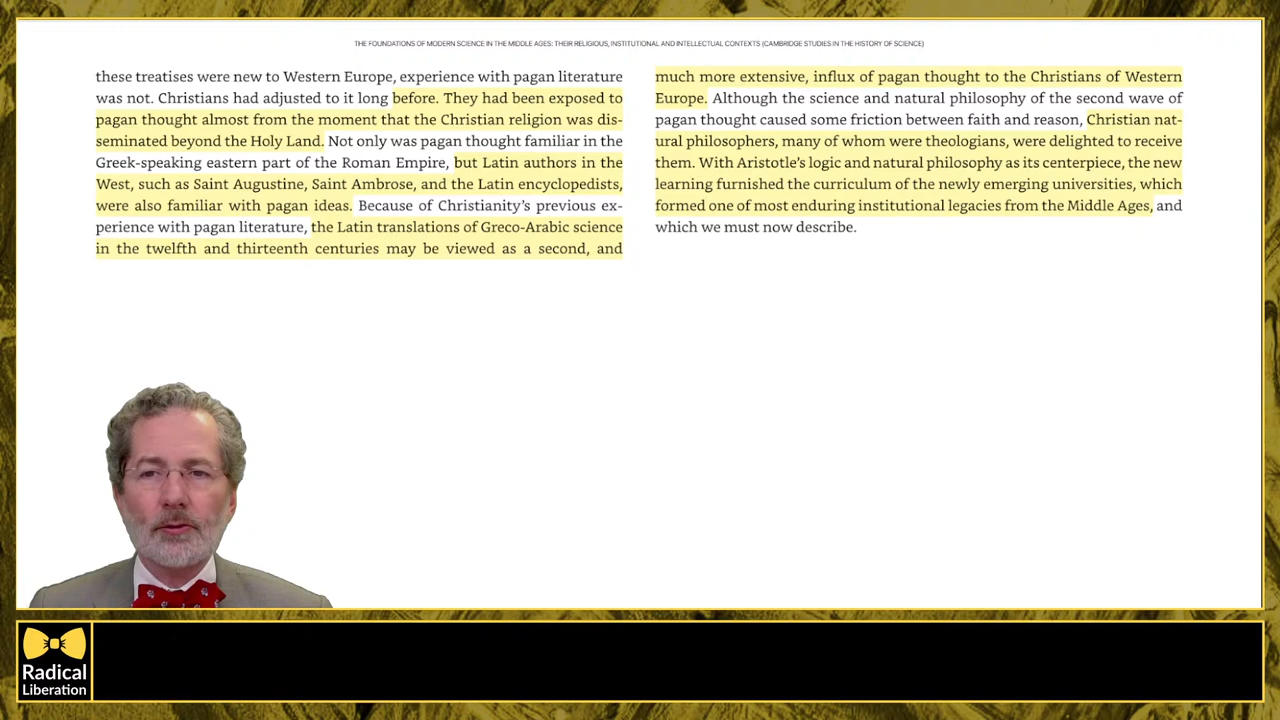 THE FOUNDATIONS OF MODERN SCIENCE IN THE MIDDLE AGES: THEIR RELIGIOUS, INSTITUTIONAL AND INTELLECTUAL CONTEXTS (CAMBRIDGE STUDIES IN THE HISTORY OF SCIENCE)
these treatises were new to Western Europe, experience with pagan literature
was not. Christians had adjusted to it long before. They had been exposed to
pagan thought almost from the moment that the Christian religion was dis-
seminated beyond the Holy Land. Not only was pagan thought familiar in the
Greek-speaking eastern part of the Roman Empire, but Latin authors in the
West, such as Saint Augustine, Saint Ambrose, and the Latin encyclopedists,
were also familiar with pagan ideas. Because of Christianity’s previous ex-
perience with pagan literature, the Latin translations of Greco-Arabic science
in the twelfth and thirteenth centuries may be viewed as a second, and
much more extensive, influx of pagan thought to the Christians of Western
Europe. Although the science and natural philosophy of the second wave of
pagan thought caused some friction between faith and reason, Christian nat-
ural philosophers, many of whom were theologians, were delighted to receive
them. With Aristotle’s logic and natural philosophy as its centerpiece, the new
learning furnished the curriculum of the newly emerging universities, which
formed one of most enduring institutional legacies from the Middle Ages, and
which we must now describe.
Radical
Liberation